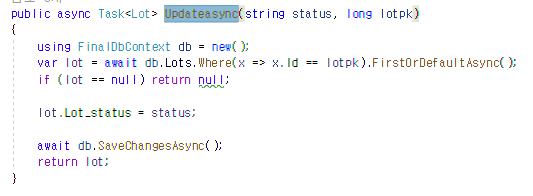 public async Task<Lot> Updateasync(string status, long lotpk)
{
using FinalDbContext db = new();
var lot = await db.Lots.Where(x => x.Id == lotpk).FirstOrDefaultAsync();
if (lot == null) return null;
lot.Lot_status = status;
await db.SaveChangesAsync();
return lot;
}